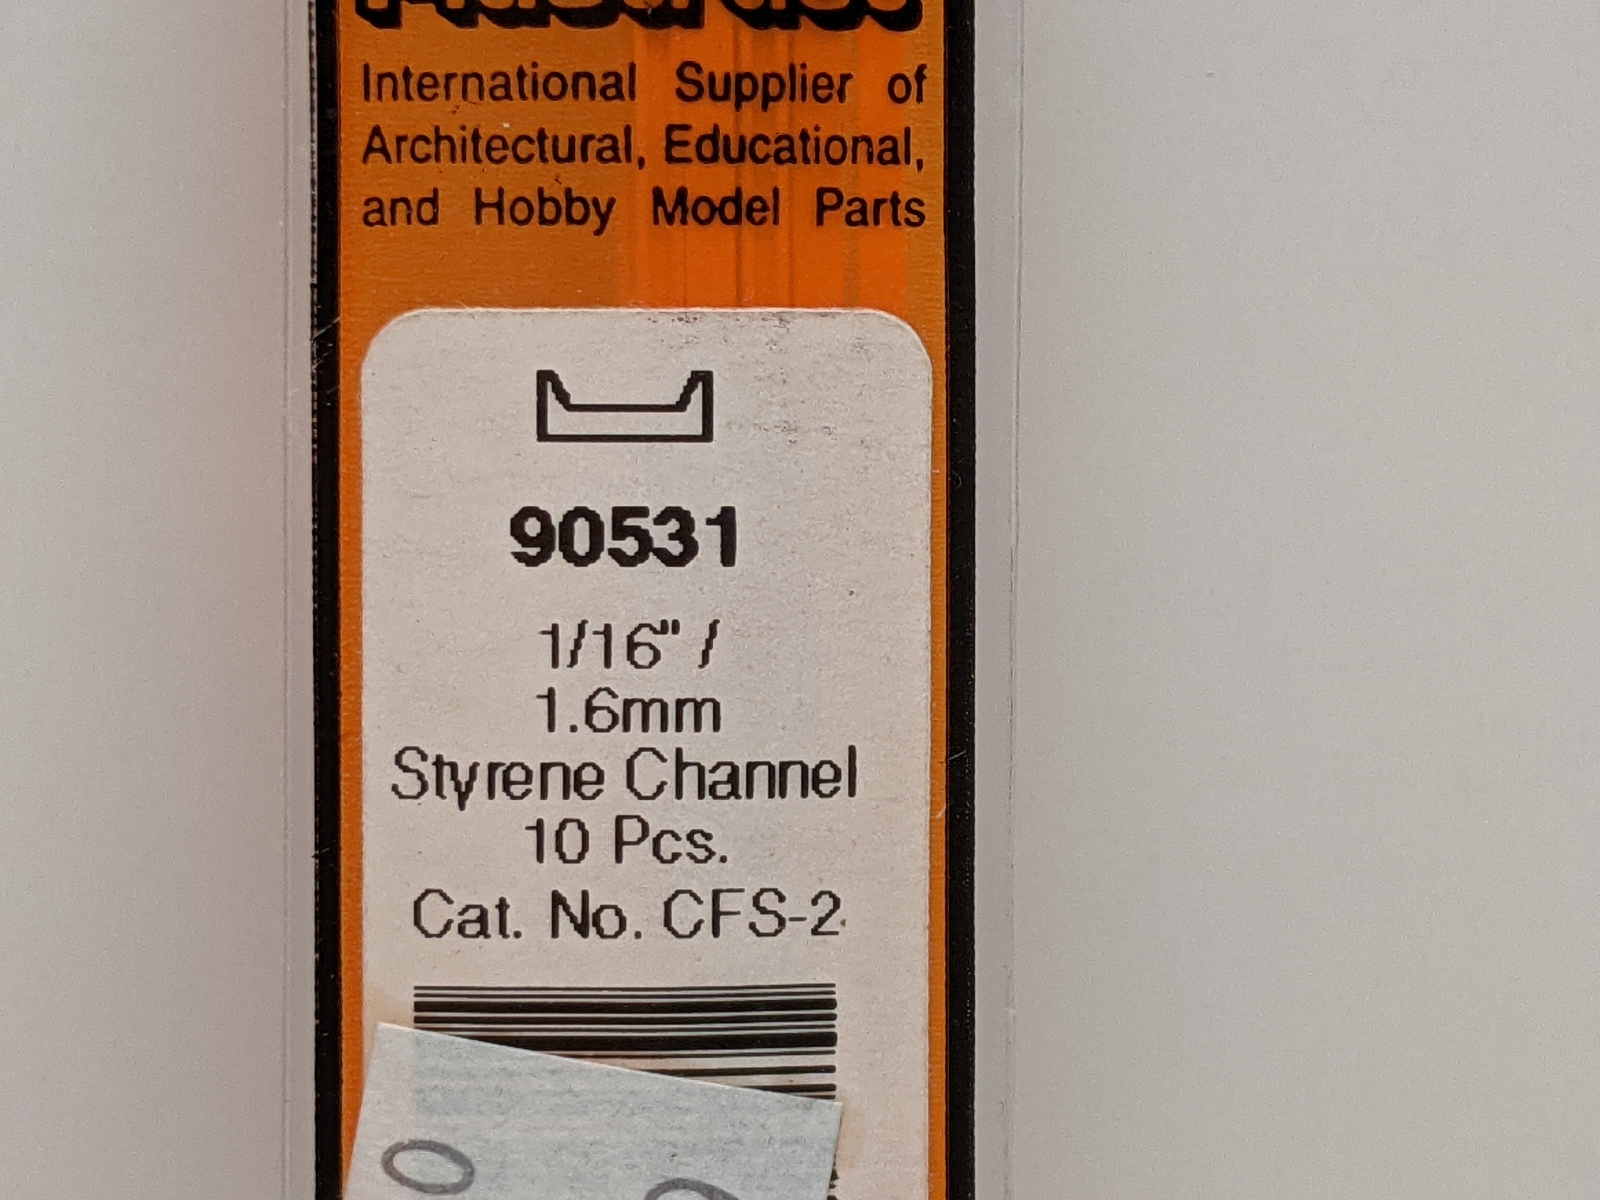 International Supplier of
Architectural, Educational,
and Hobby Model Parts
90531
1/16" /
1.6mm
Styrene Channel
10 Pcs.
Cat. No. CFS-2